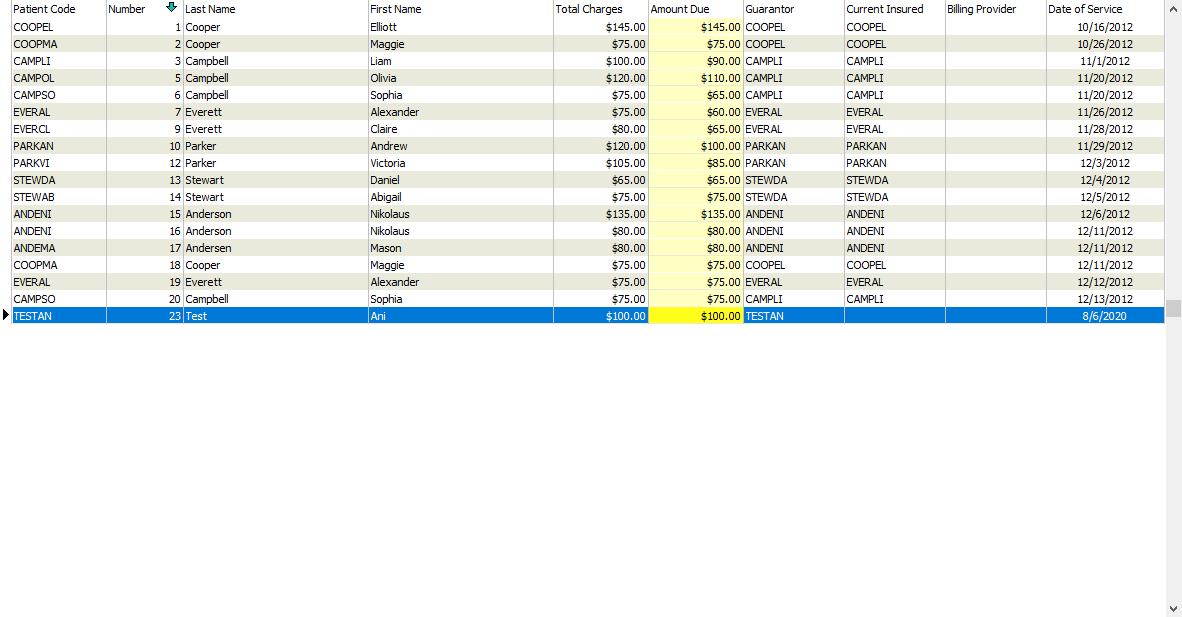 Patient Code Number Last Name First Name Total Charges Amount Due Guarantor Current Insured Billing Provider Date of Service
COOPEL 1 Cooper Elliott $145.00 $145.00 COOPEL COOPEL 10/16/2012
COOPMA 2 Cooper Maggie $75.00 $75.00 COOPEL COOPEL 10/26/2012
CAMPLI 3 Campbell Liam $100.00 $90.00 CAMPLI CAMPLI 11/1/2012
CAMPOL 5 Campbell Olivia $120.00 $110.00 CAMPLI CAMPLI 11/20/2012
CAMPSO 6 Campbell Sophia $75.00 $65.00 CAMPLI CAMPLI 11/20/2012
EVERAL 7 Everett Alexander $75.00 $60.00 EVERAL EVERAL 11/26/2012
EVERCL 9 Everett Claire $80.00 $65.00 EVERAL EVERAL 11/28/2012
PARKAN 10 Parker Andrew $120.00 $100.00 PARKAN PARKAN 11/29/2012
PARKVI 12 Parker Victoria $105.00 $85.00 PARKAN PARKAN 12/3/2012
STEWDA 13 Stewart Daniel $65.00 $65.00 STEWDA STEWDA 12/4/2012
STEWAB 14 Stewart Abigail $75.00 $75.00 STEWDA STEWDA 12/5/2012
ANDENI 15 Anderson Nikolaus $135.00 $135.00 ANDENI ANDENI 12/6/2012
ANDENI 16 Anderson Nikolaus $80.00 $80.00 ANDENI ANDENI 12/11/2012
ANDEMA 17 Andersen Mason $80.00 $80.00 ANDENI ANDENI 12/11/2012
COOPMA 18 Cooper Maggie $75.00 $75.00 COOPEL COOPEL 12/11/2012
EVERAL 19 Everett Alexander $75.00 $75.00 EVERAL EVERAL 12/12/2012
CAMPSO 20 Campbell Sophia $75.00 $75.00 CAMPLI CAMPLI 12/13/2012
TESTAN 23 Test Ani $100.00 $100.00 TESTAN 8/6/2020